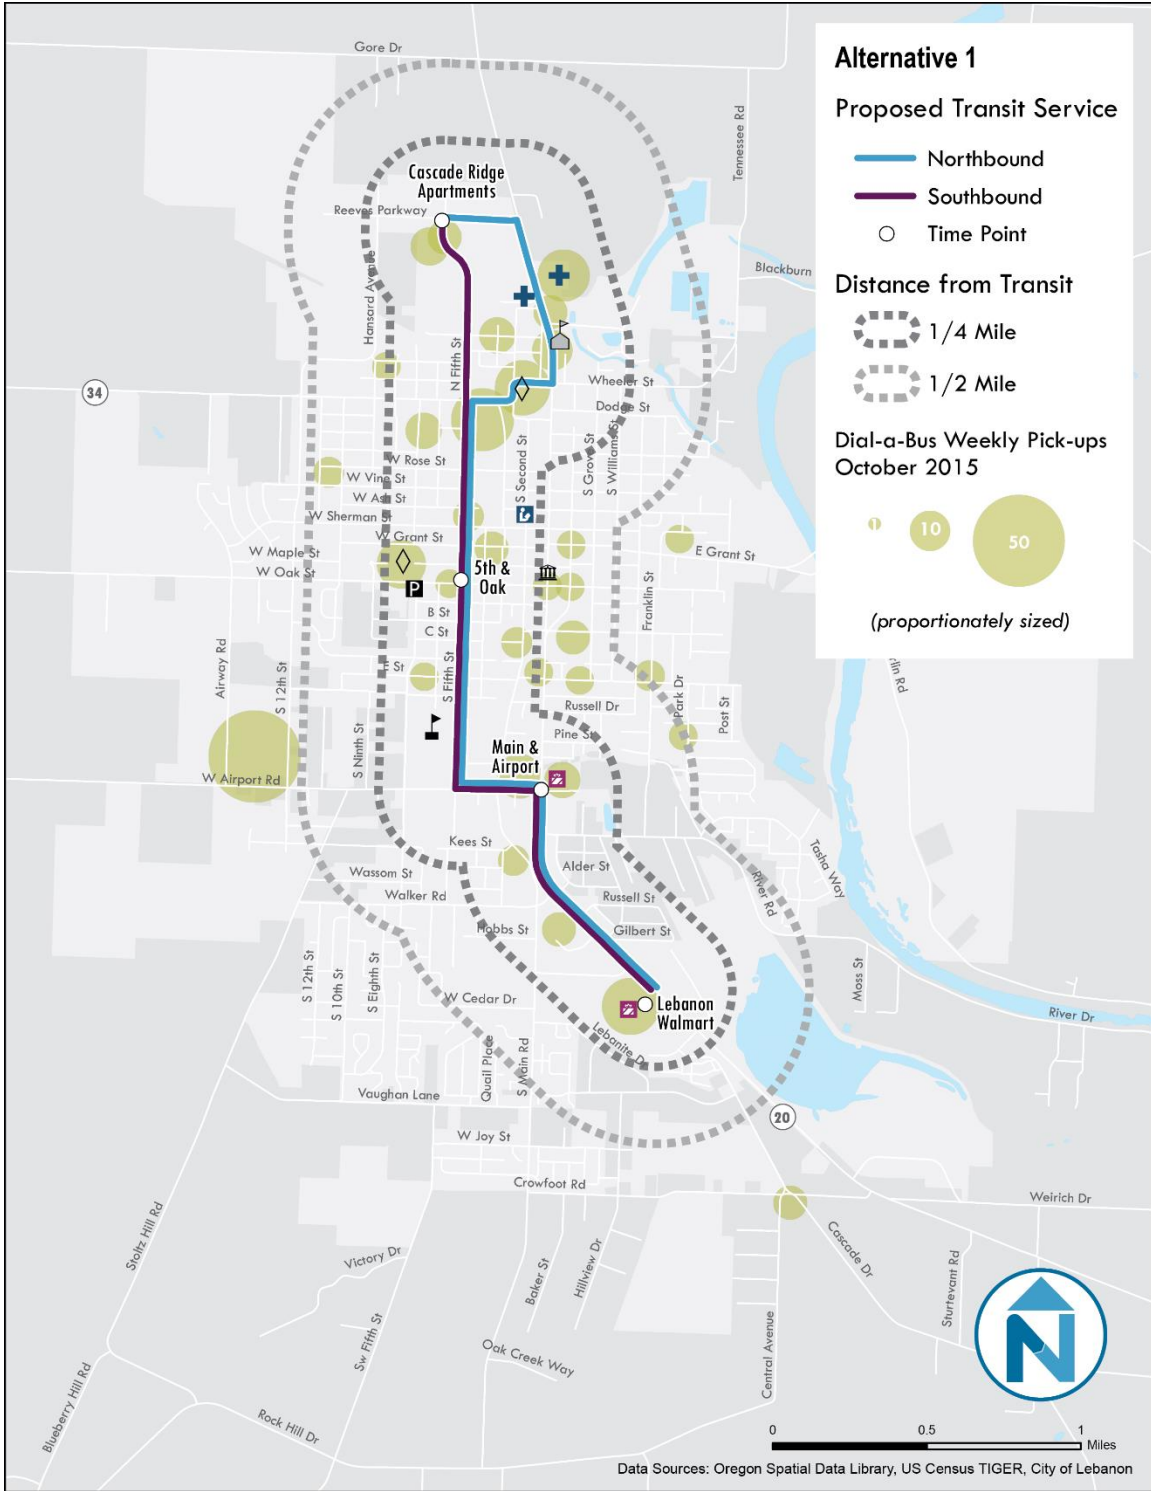 Alternative 1
Proposed Transit Service
Northbound
Southbound
Time Point
Distance from Transit
1/4 Mile
1/2 Mile
Dial-a-Bus Weekly Pick-ups
October 2015
1
10
50
(proportionately sized)
Gore Dr
Tennessee Rd
Cascade Ridge
Apartments
Reeves Parkway
Blackburn
Hansard Avenue
N Fifth St
34
Wheeler St
Dodge St
S Second St
S Grove St
S Williams St
W Rose St
W Vine St
W Ash St
W Sherman St
W Grant St
W Maple St
W Oak St
E Grant St
5th &
Oak
P
B St
C St
E St
Franklin St
Airway Rd
S 12th St
S Fifth St
S Ninth St
Russell Dr
Park Dr
Post St
Pine St
Main &
Airport
W Airport Rd
Kees St
Wassom St
Walker Rd
Alder St
Russell St
River Rd
Tasha Way
Hobbs St
Gilbert St
S 12th St
S 10th St
S Eighth St
W Cedar Dr
Lebanon
Walmart
Lebanite Dr
Moss St
River Dr
Quail Place
S Main Rd
Vaughan Lane
20
W Joy St
Crowfoot Rd
Weirich Dr
Stoltz Hill Rd
Victory Dr
Baker St
Hillview Dr
Cascade Dr
Sturtevant Rd
Sw Fifth St
Oak Creek Way
Central Avenue
N
Blueberry Hill Rd
Rock Hill Dr
0
0.5
1
Miles
Data Sources: Oregon Spatial Data Library, US Census TIGER, City of Lebanon